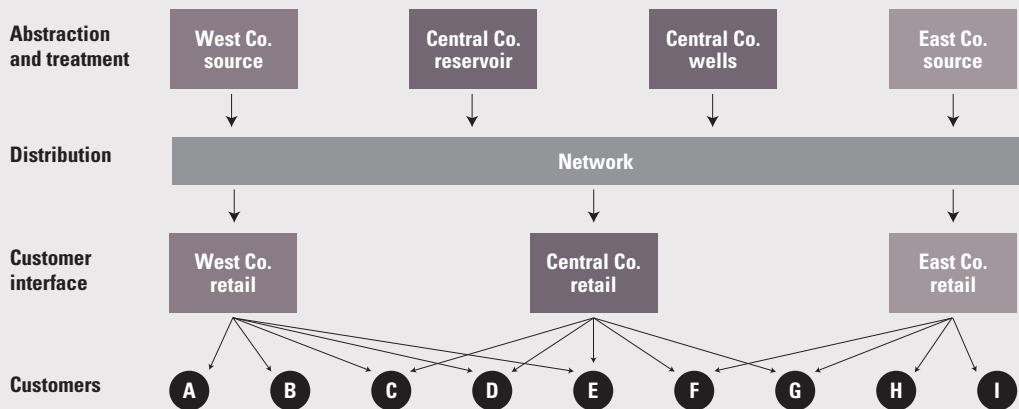 Abstraction
and treatment
West Co.
source
Central Co.
reservoir
Central Co.
wells
East Co.
source
Distribution
Network
Customer
interface
West Co.
retail
Central Co.
retail
East Co.
retail
Customers
A
B
C
D
E
F
G
H
I